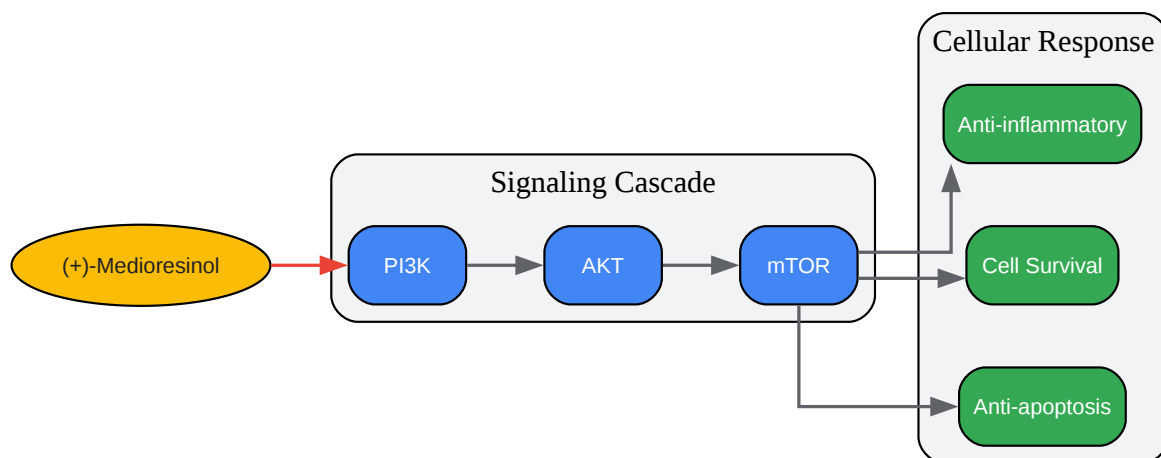 Cellular Response
Anti-inflammatory
Signaling Cascade
(+)-Medioresinol
PI3K
AKT
mTOR
Cell Survival
Anti-apoptosis